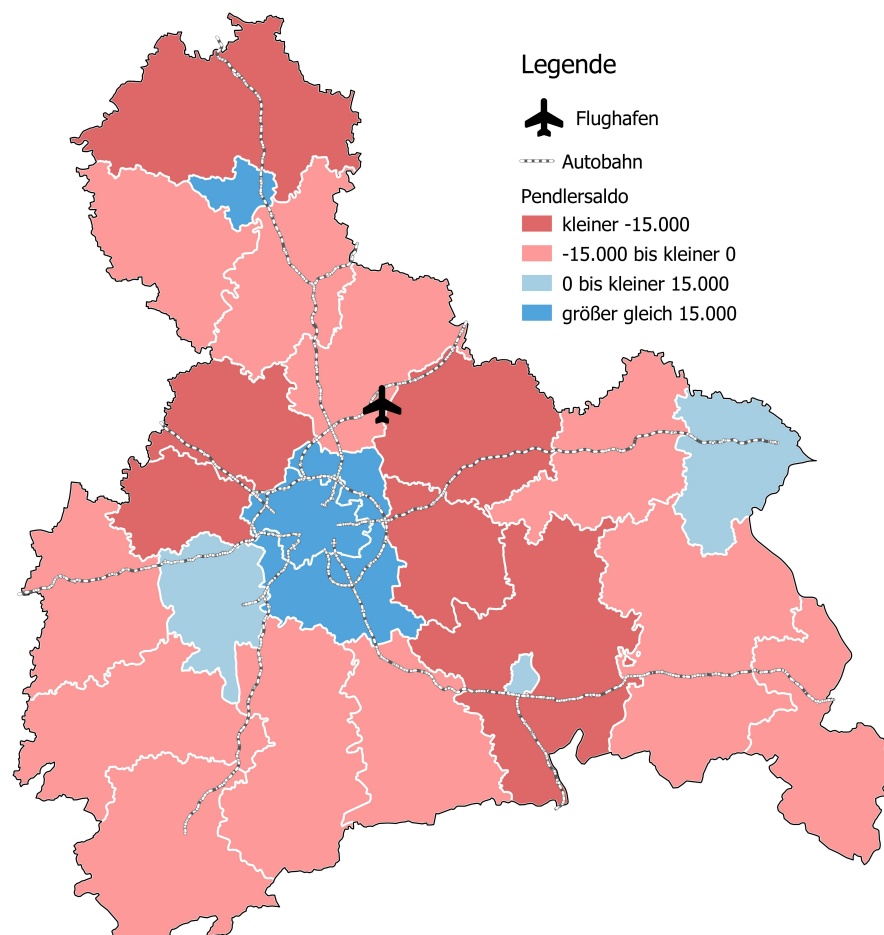 Legende
Flughafen
Autobahn
Pendlersaldo
kleiner -15.000
-15.000 bis kleiner 0
0 bis kleiner 15.000
größer gleich 15.000